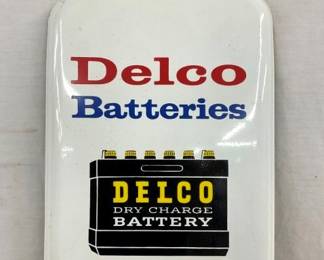 Delco
Batteries
DELCO
DRY CHARGE
BATTERY